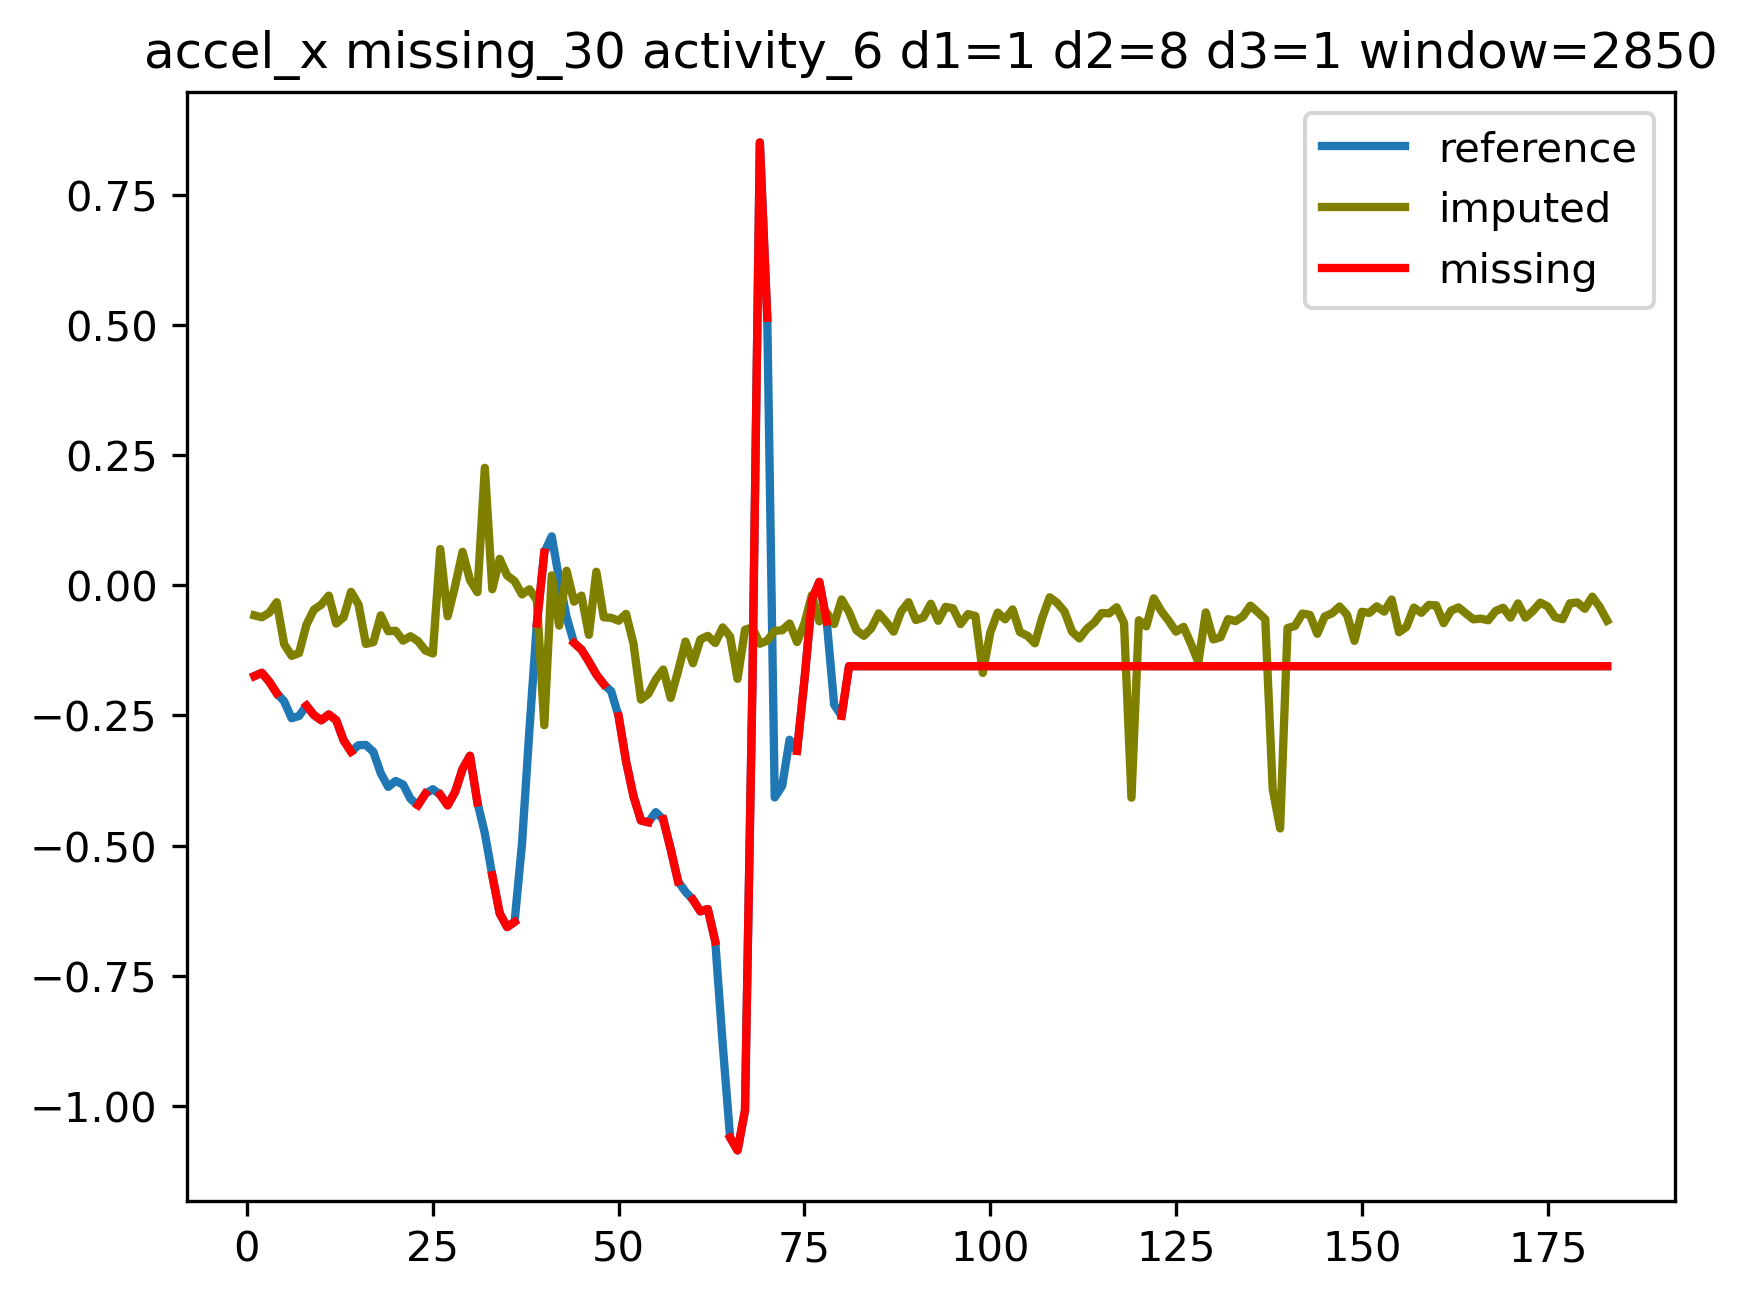 accel_x missing_30 activity_6 d1=1 d2=8 d3=1 window=2850
reference
imputed
missing
0.75
0.50
0.25
0.00
−0.25
−0.50
−0.75
−1.00
0 25 50 75 100 125 150 175